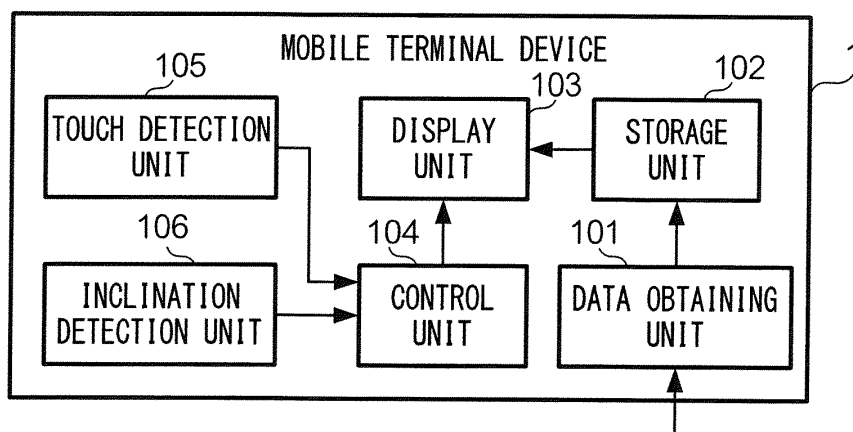 MOBILE TERMINAL DEVICE
105
TOUCH DETECTION
UNIT
103
DISPLAY
UNIT
102
STORAGE
UNIT
106
INCLINATION
DETECTION UNIT
104
CONTROL
UNIT
101
DATA OBTAINING
UNIT